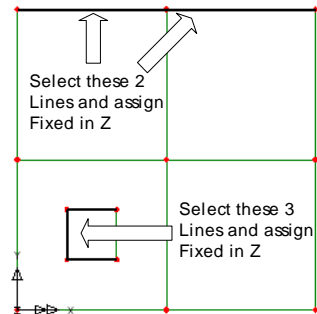 Select these 2
Lines and assign
Fixed in Z
Select these 3
Lines and assign
Fixed in Z
Y
X